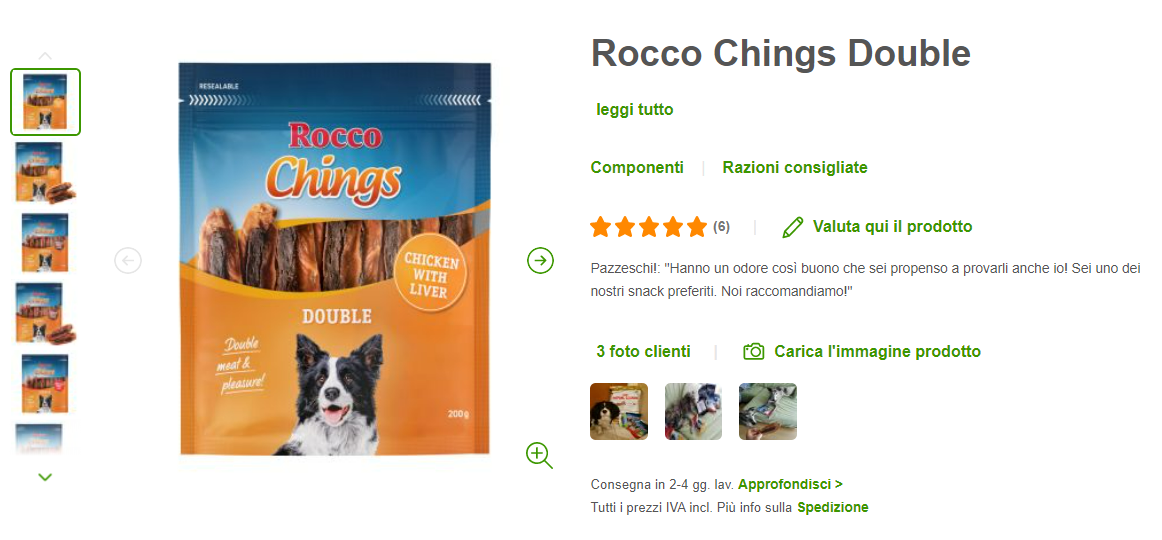 Rocco Chings Double
leggi tutto
Componenti | Razioni consigliate
(6) | Valuta qui il prodotto
Pazzeschi!: "Hanno un odore così buono che sei propenso a provarli anche io! Sei uno dei
nostri snack preferiti. Noi raccomandiamo!"
3 foto clienti | Carica l'immagine prodotto
Consegna in 2-4 gg. lav. Approfondisci >
Tutti i prezzi IVA incl. Più info sulla Spedizione
RESEALABLE
Rocco
Chings
CHICKEN
WITH
LIVER
DOUBLE
Double
meat &
pleasure!
200g